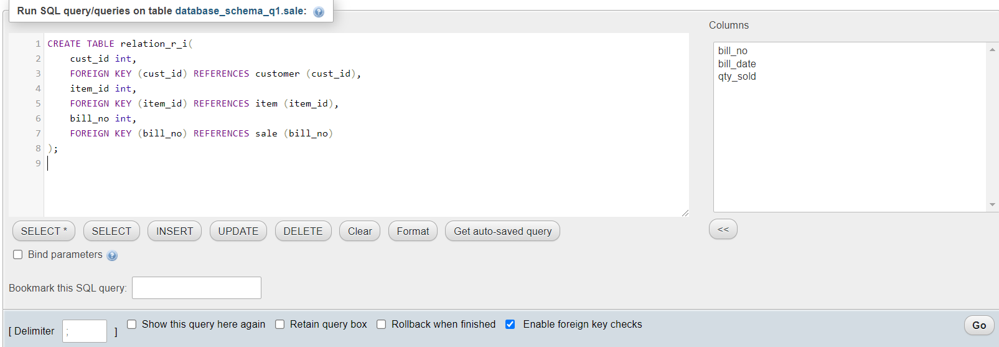 Run SQL query/queries on table database_schema_q1.sale:
1 CREATE TABLE relation_r_i(
2 cust_id int,
3 FOREIGN KEY (cust_id) REFERENCES customer (cust_id),
4 item_id int,
5 FOREIGN KEY (item_id) REFERENCES item (item_id),
6 bill_no int,
7 FOREIGN KEY (bill_no) REFERENCES sale (bill_no)
8 );
9
Columns
bill_no
bill_date
qty_sold
SELECT * SELECT INSERT UPDATE DELETE Clear Format Get auto-saved query <<
Bind parameters
Bookmark this SQL query:
[ Delimiter ; ] Show this query here again Retain query box Rollback when finished Enable foreign key checks Go